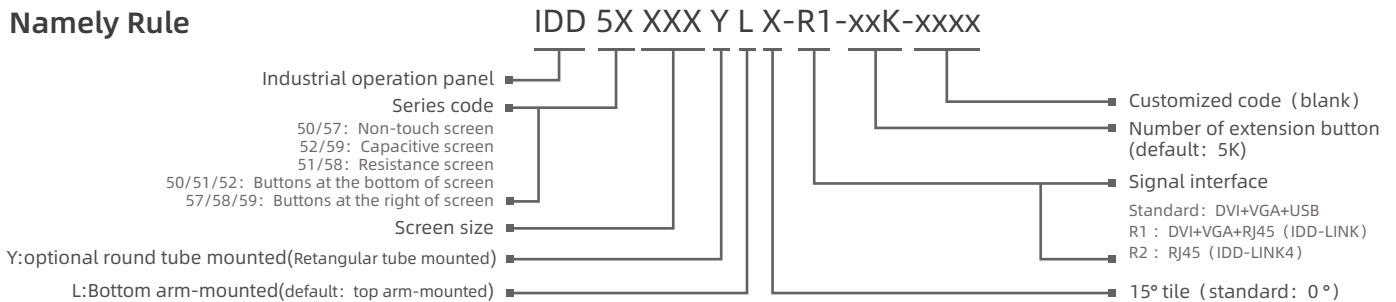 Namely Rule
IDD 5X XXX Y L X-R1-xxK-xxxx
Industrial operation panel
Series code
50/57: Non-touch screen
52/59: Capacitive screen
51/58: Resistance screen
50/51/52: Buttons at the bottom of screen
57/58/59: Buttons at the right of screen
Screen size
Y:optional round tube mounted(Retangular tube mounted)
L:Bottom arm-mounted(default: top arm-mounted)
Customized code (blank)
Number of extension button
(default: 5K)
Signal interface
Standard: DVI+VGA+USB
R1 : DVI+VGA+RJ45 (IDD-LINK)
R2 : RJ45 (IDD-LINK4)
15° tile (standard: 0°)